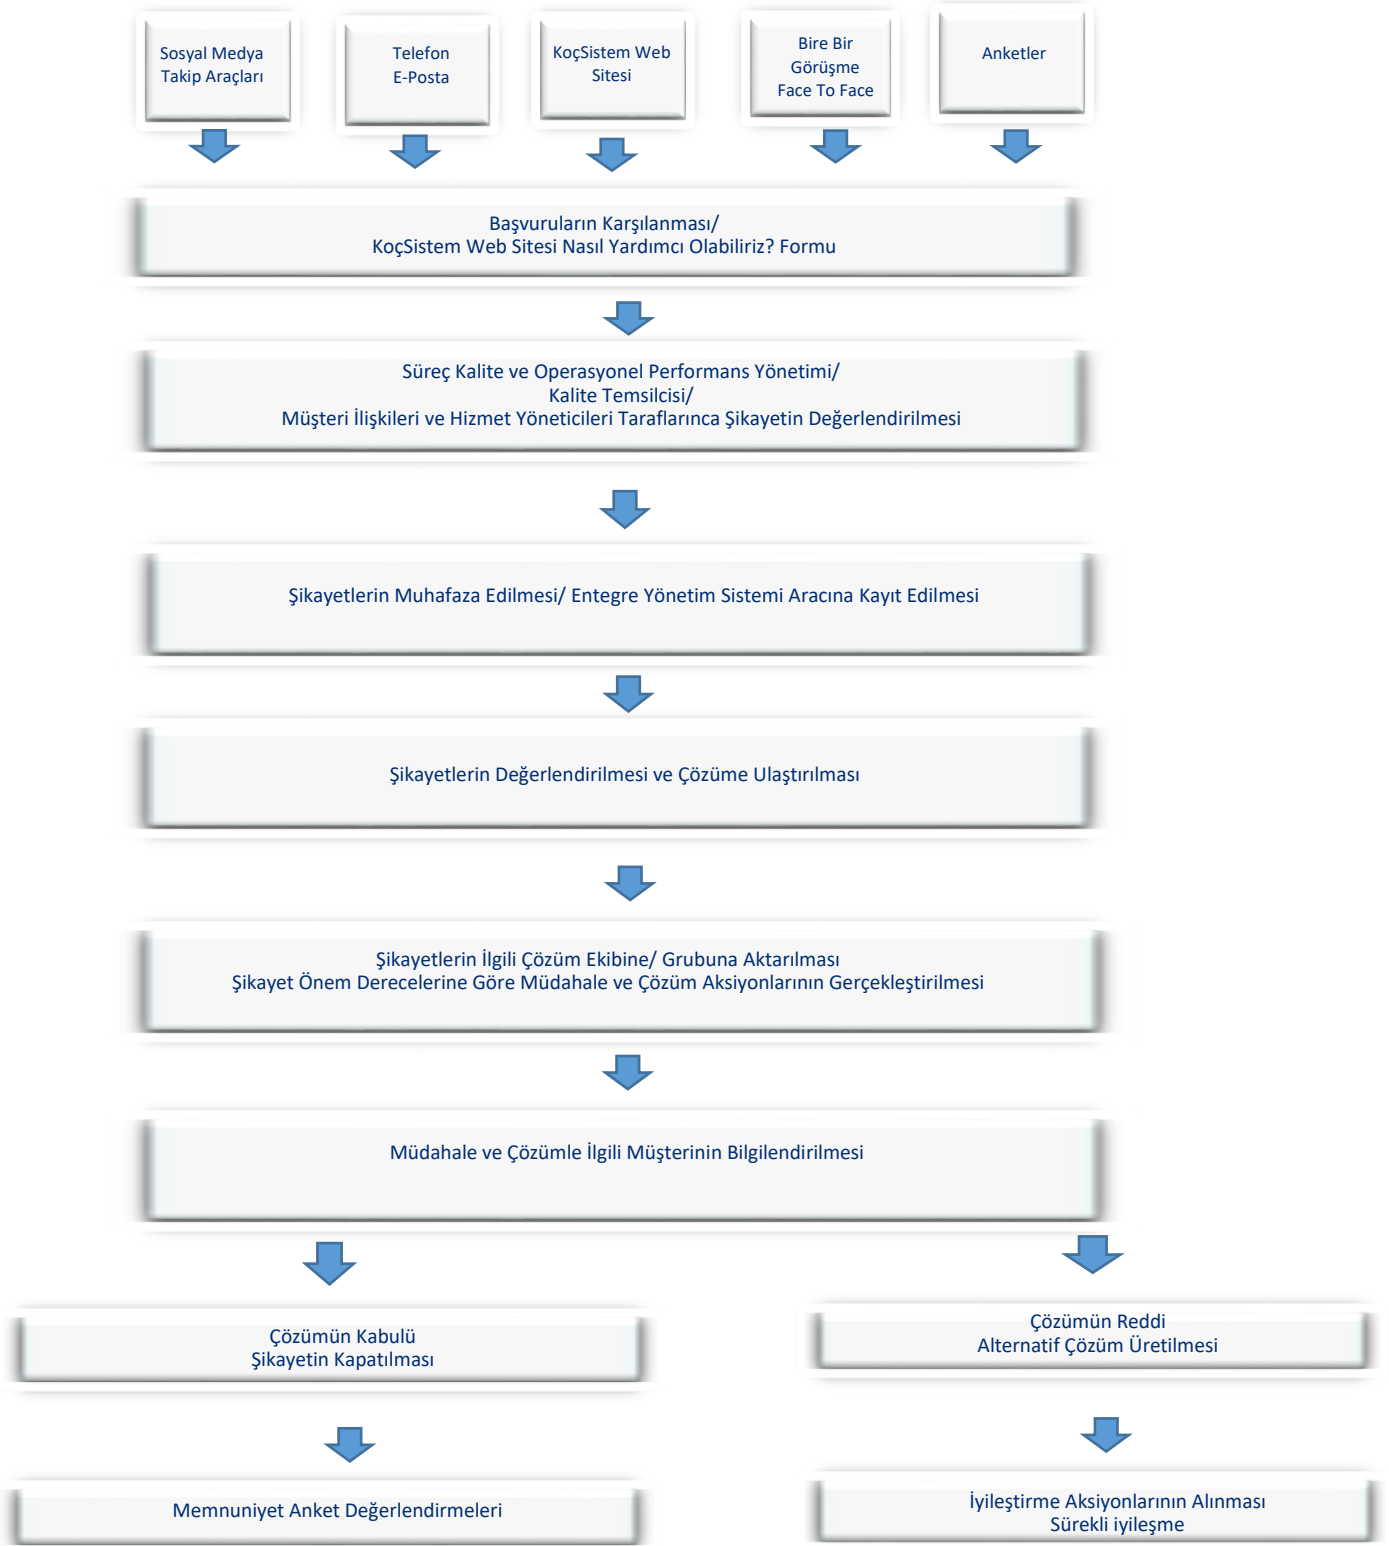 Sosyal Medya
Takip Araçları
Telefon
E-Posta
KoçSistem Web
Sitesi
Bire Bir
Görüşme
Face To Face
Anketler
Başvuruların Karşılanması/
KoçSistem Web Sitesi Nasıl Yardımcı Olabiliriz? Formu
Süreç Kalite ve Operasyonel Performans Yönetimi/
Kalite Temsilcisi/
Müşteri İlişkileri ve Hizmet Yöneticileri Taraflarınca Şikayetin Değerlendirilmesi
Şikayetlerin Muhafaza Edilmesi/ Entegre Yönetim Sistemi Aracına Kayıt Edilmesi
Şikayetlerin Değerlendirilmesi ve Çözüme Ulaştırılması
Şikayetlerin İlgili Çözüm Ekibine/ Grubuna Aktarılması
Şikayet Önem Derecelerine Göre Müdahale ve Çözüm Aksiyonlarının Gerçekleştirilmesi
Müdahale ve Çözümle İlgili Müşterinin Bilgilendirilmesi
Çözümün Kabulü
Şikayetin Kapatılması
Çözümün Reddi
Alternatif Çözüm Üretilmesi
Memnuniyet Anket Değerlendirmeleri
İyileştirme Aksiyonlarının Alınması
Sürekli iyileşme